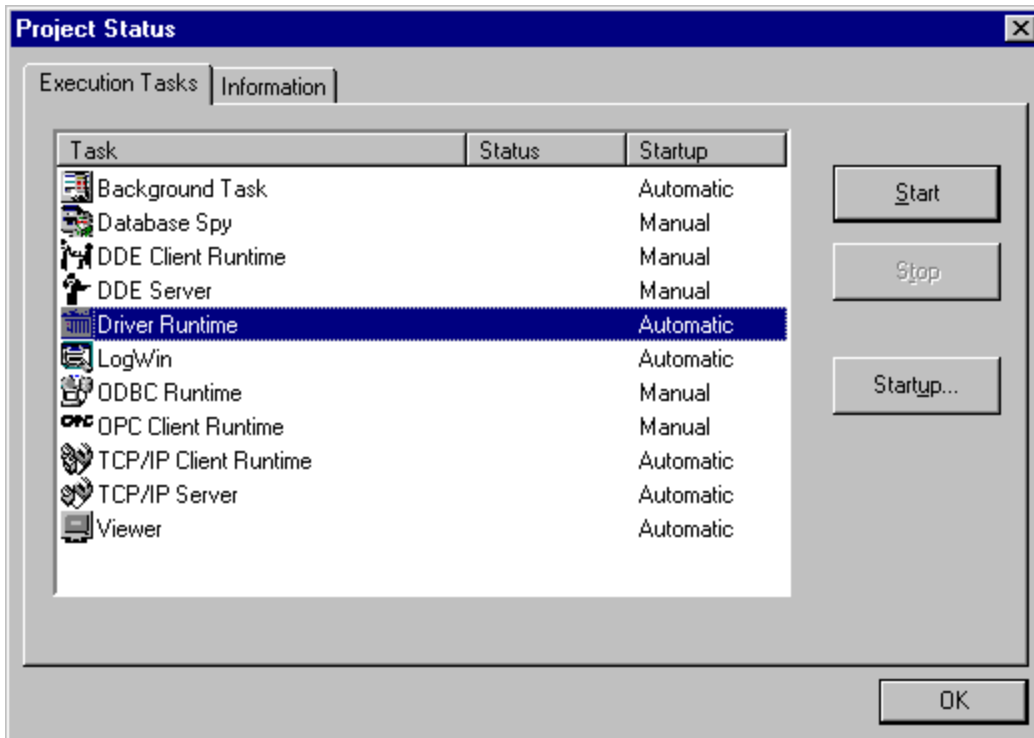 Project Status
Execution Tasks Information
Task Status Startup
Background Task Automatic
Start
Database Spy Manual
DDE Client Runtime Manual
Stop
DDE Server Manual
Driver Runtime Automatic
LogWin Automatic
Startup...
ODBC Runtime Manual
OPC OPC Client Runtime Manual
TCP/IP Client Runtime Automatic
TCP/IP Server Automatic
Viewer Automatic
OK